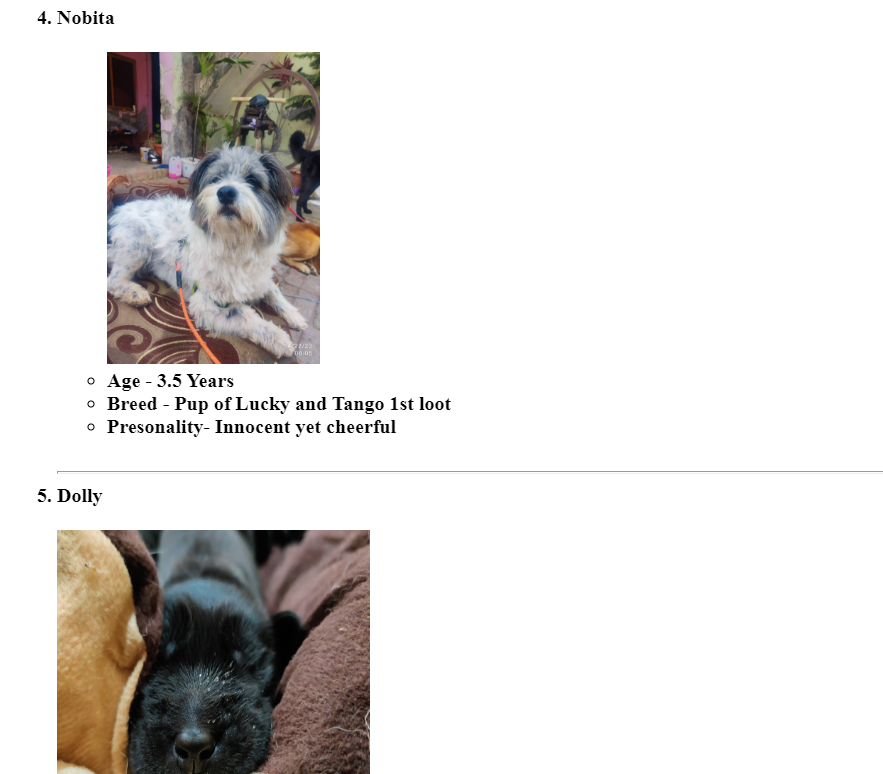 4. Nobita
Age - 3.5 Years
Breed - Pup of Lucky and Tango 1st loot
Presonality- Innocent yet cheerful
5. Dolly